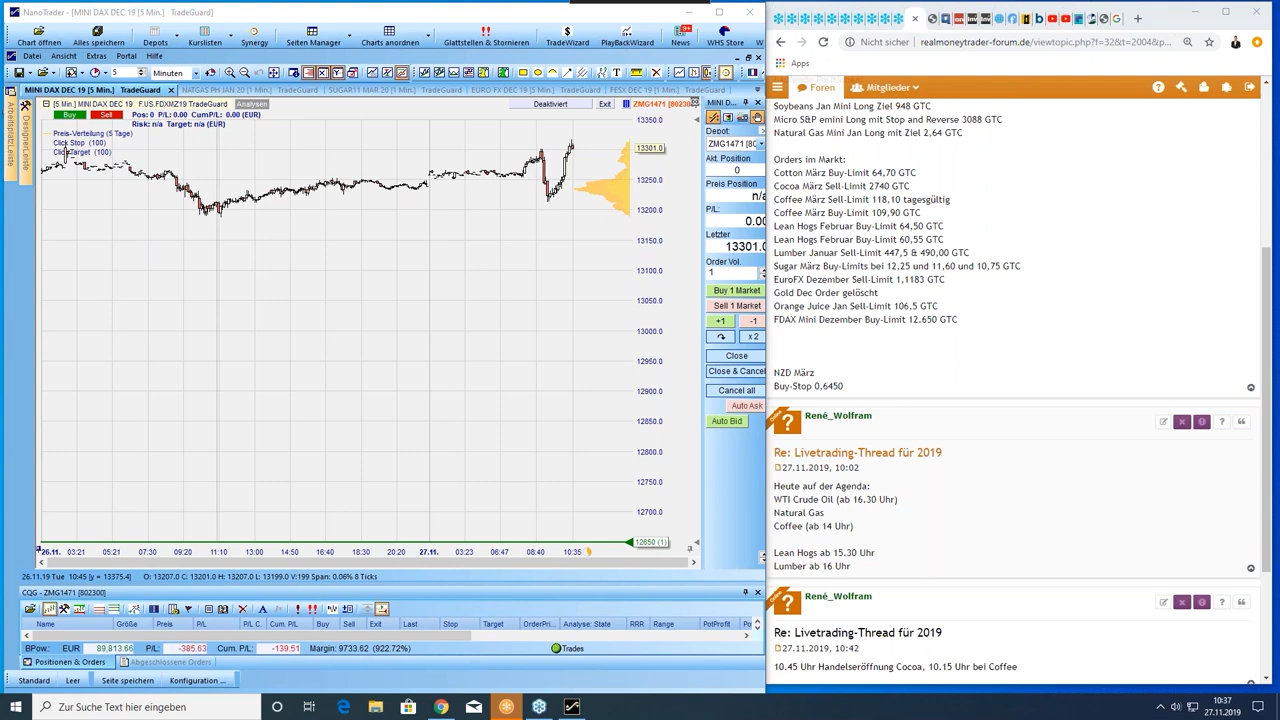 NanoTrader - [MINI DAX DEC 19 [5 Min.]   TradeGuard]
Chart öffnen
Alles speichern
Depots
Kurslisten
Synergy
Seiten Manager
Charts anordnen
Glattstellen & Stornieren
TradeWizard
PlayBackWizard
News
WHS Store
Datei
Ansicht
Extras
Portal
Hilfe
5
Minuten
MINI DAX DEC 19 [5 Min.]   TradeGuard
NATGAS PH JAN 20 [1 Min.]   TradeGuard
SUGAR11 MAR 20 [1 Min.]   TradeGuard
EURO FX DEC 19 [5 Min.]   TradeGuard
FESX DEC 19 [1 Min.]   TradeGuard
ArbeitsplatzLeiste
DesignerLeiste
[5 Min.] MINI DAX DEC 19   F.US.FDXMZ19 TradeGuard
Analysen
Deaktiviert
Exit
ZMG1471 [802300]
Buy
Sell
Pos: 0   P/L: 0.00   CumP/L: 0.00 (EUR)
Risk: n/a   Target: n/a (EUR)
Preis-Verteilung (5 Tage)
Click Stop  (100)
Click Target  (100)
13350.0
13301.0
13250.0
13200.0
13150.0
13100.0
13050.0
13000.0
12950.0
12900.0
12850.0
12800.0
12750.0
12700.0
12650 (1)
26.11.
03:21
05:21
07:30
09:20
11:10
13:00
14:50
16:40
18:30
20:20
27.11.
03:23
06:47
08:40
10:35
MINI D...
Depot:
ZMG1471 [80
Akt. Position
0
Preis Position
n/a
P/L:
0.00
Letzter
13301.0
Order Vol.
1
Buy 1 Market
Sell 1 Market
+1
-1
x 2
Close
Close & Cancel
Cancel all
Auto Ask
Auto Bid
26.11.19 Tue 10:45 [y = 13375.4]   O: 13207.0 C: 13201.0 H: 13207.0 L: 13199.0 V: 199 Span: 0.06% 8 Ticks
CQG - ZMG1471 [802300]
Name
Größe
Preis
P/L
P/L C.
Cum. P/L
Buy
Sell
Exit
Last
Stop
Target
OrderPri...
Analyse: State
RRR
Range
PotProfit
Po
BPow.:   EUR   89,813.66   P/L:   -385.63   Cum. P/L:   -139.51   Margin: 9733.62 (922.72%)
Trades
Positionen & Orders
Abgeschlossene Orders
Standard
Leer
Seite speichern
Konfiguration ...
Nicht sicher
realmoneytrader-forum.de/viewtopic.php?f=32&t=2004&p...
Apps
Foren
Mitglieder
Soybeans Jan Mini Long Ziel 948 GTC
Micro S&P emini Long mit Stop and Reverse 3088 GTC
Natural Gas Mini Jan Long mit Ziel 2,64 GTC
Orders im Markt:
Cotton März Buy-Limit 64,70 GTC
Cocoa März Sell-Limit 2740 GTC
Coffee März Sell-Limit 118,10 tagesgültig
Coffee März Buy-Limit 109,90 GTC
Lean Hogs Februar Buy-Limit 64,50 GTC
Lean Hogs Februar Buy-Limit 60,55 GTC
Lumber Januar Sell-Limit 447,5 & 490,00 GTC
Sugar März Buy-Limits bei 12,25 und 11,60 und 10,75 GTC
EuroFX Dezember Sell-Limit 1,1183 GTC
Gold Dec Order gelöscht
Orange Juice Jan Sell-Limit 106,5 GTC
FDAX Mini Dezember Buy-Limit 12.650 GTC
NZD März
Buy-Stop 0,6450
Online
René_Wolfram
Re: Livetrading-Thread für 2019
27.11.2019, 10:02
Heute auf der Agenda:
WTI Crude Oil (ab 16.30 Uhr)
Natural Gas
Coffee (ab 14 Uhr)
Lean Hogs ab 15.30 Uhr
Lumber ab 16 Uhr
Online
René_Wolfram
Re: Livetrading-Thread für 2019
27.11.2019, 10:42
10.45 Uhr Handelseröffnung Cocoa, 10.15 Uhr bei Coffee
Zur Suche Text hier eingeben
10:37
27.11.2019